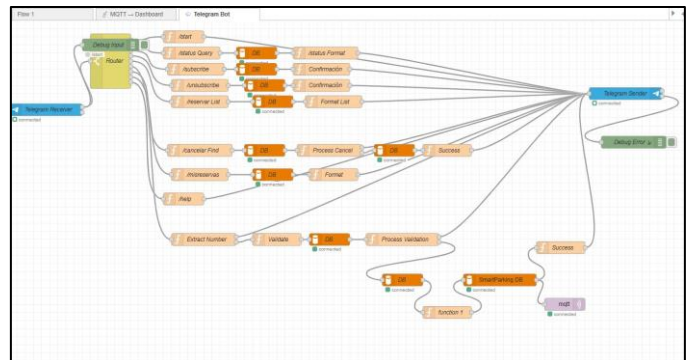 Flow 1
MQTT → Dashboard
Telegram Bot
Debug Input
Router
Telegram Receiver
connected
/start
/status Query
DB
connected
/status Format
/subscribe
DB
connected
Confirmación
/unsubscribe
DB
connected
Confirmación
/reservar List
DB
connected
Format List
Telegram Sender
connected
Debug Error
/cancelar Find
DB
connected
Process Cancel
DB
connected
Success
/misreservas
DB
connected
Format
/help
Extract Number
Validate
DB
connected
Process Validation
Success
DB
connected
function 1
SmartParking DB
connected
connected